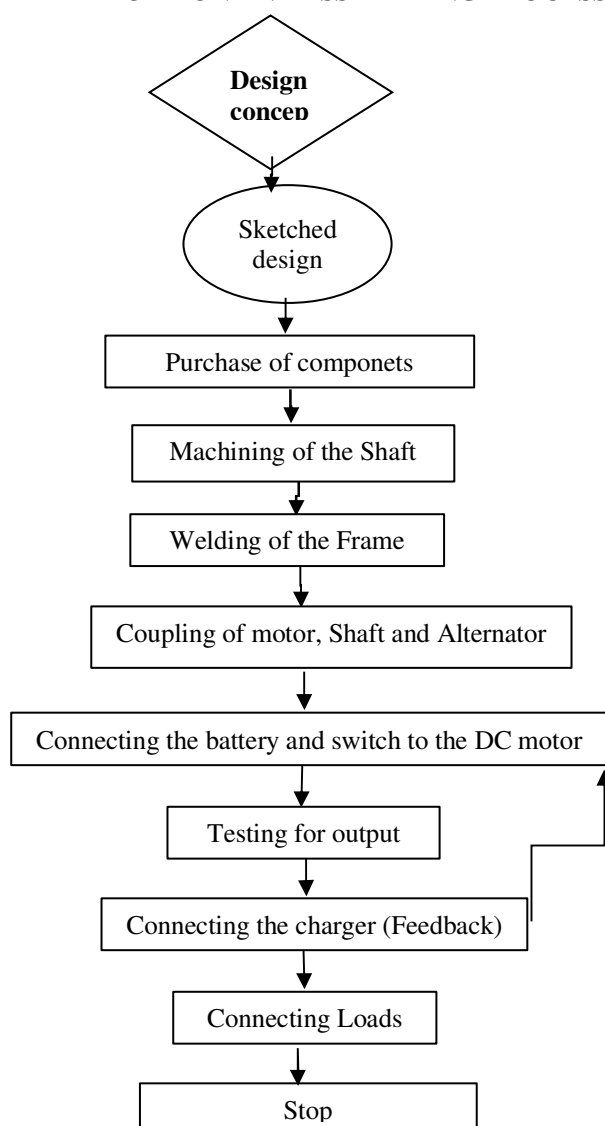 Design
concep
Sketched
design
Purchase of componets
Machining of the Shaft
Welding of the Frame
Coupling of motor, Shaft and Alternator
Connecting the battery and switch to the DC motor
Testing for output
Connecting the charger (Feedback)
Connecting Loads
Stop